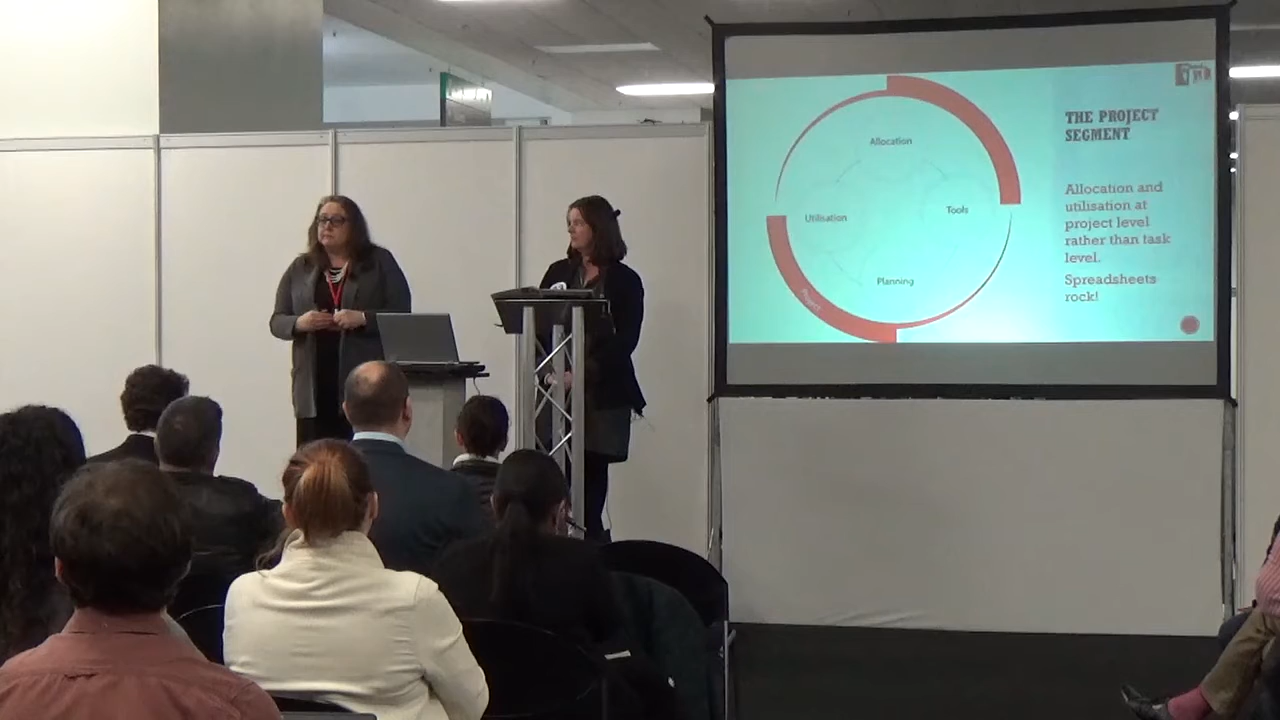 Allocation
Utilisation
Tools
Planning
Project
THE PROJECT
SEGMENT
Allocation and
utilisation at
project level
rather than task
level.
Spreadsheets
rock!